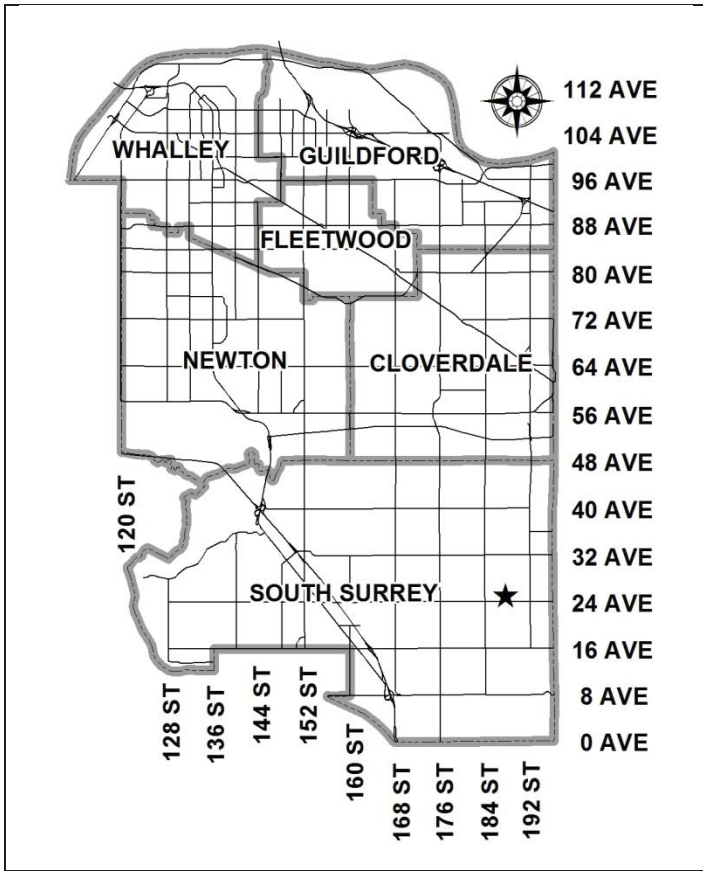 112 AVE
104 AVE
WHALLEY
GUILDFORD
96 AVE
88 AVE
FLEETWOOD
80 AVE
72 AVE
NEWTON
CLOVERDALE
64 AVE
56 AVE
48 AVE
120 ST
40 AVE
32 AVE
SOUTH SURREY
24 AVE
16 AVE
128 ST
136 ST
144 ST
152 ST
160 ST
8 AVE
0 AVE
168 ST
176 ST
184 ST
192 ST